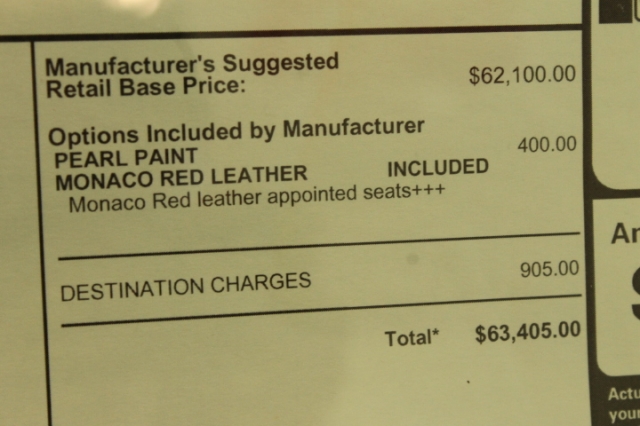 Manufacturer's Suggested
Retail Base Price: $62,100.00
Options Included by Manufacturer
PEARL PAINT 400.00
MONACO RED LEATHER INCLUDED
Monaco Red leather appointed seats+++
DESTINATION CHARGES 905.00
Total* $63,405.00